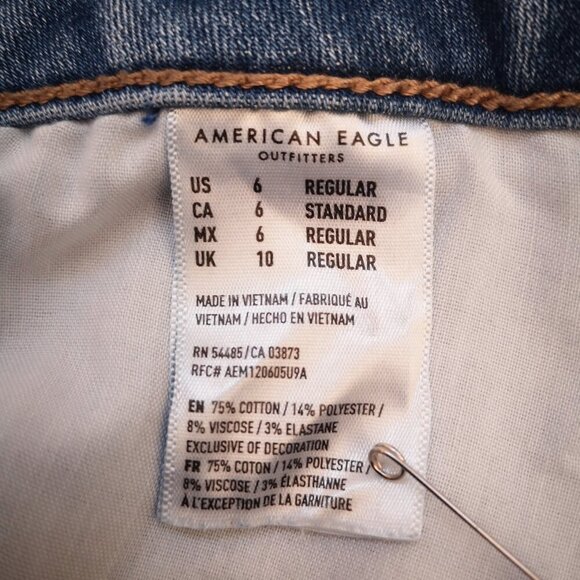 AMERICAN EAGLE
OUTFITTERS
US 6 REGULAR
CA 6 STANDARD
MX 6 REGULAR
UK 10 REGULAR
MADE IN VIETNAM / FABRIQUÉ AU
VIETNAM / HECHO EN VIETNAM
RN 54485/CA 03873
RFC# AEM120605U9A
EN 75% COTTON / 14% POLYESTER /
8% VISCOSE / 3% ELASTANE
EXCLUSIVE OF DECORATION
FR 75% COTON / 14% POLYESTER /
8% VISCOSE / 3% ÉLASTHANNE
À L'EXCEPTION DE LA GARNITURE